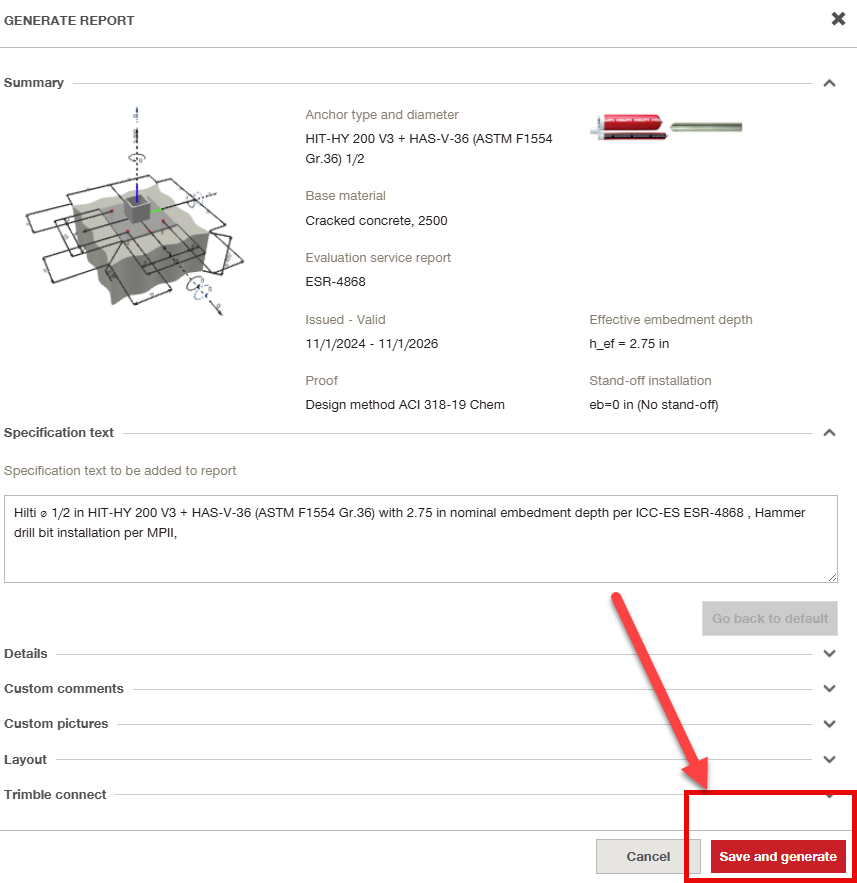 GENERATE REPORT
Summary
Anchor type and diameter
HIT-HY 200 V3 + HAS-V-36 (ASTM F1554
Gr.36) 1/2
Base material
Cracked concrete, 2500
Evaluation service report
ESR-4868
Issued - Valid
11/1/2024 - 11/1/2026
Effective embedment depth
h_ef = 2.75 in
Proof
Design method ACI 318-19 Chem
Stand-off installation
eb=0 in (No stand-off)
Specification text
Specification text to be added to report
Hilti ⌀ 1/2 in HIT-HY 200 V3 + HAS-V-36 (ASTM F1554 Gr.36) with 2.75 in nominal embedment depth per ICC-ES ESR-4868 , Hammer
drill bit installation per MPII,
Go back to default
Details
Custom comments
Custom pictures
Layout
Trimble connect
Cancel
Save and generate